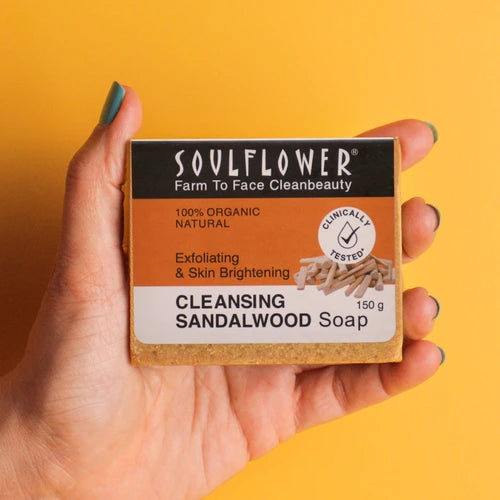 SOULFLOWER®
Farm To Face Cleanbeauty
100% ORGANIC
NATURAL
CLINICALLY
TESTED*
Exfoliating
& Skin Brightening
CLEANSING
SANDALWOOD Soap
150 g